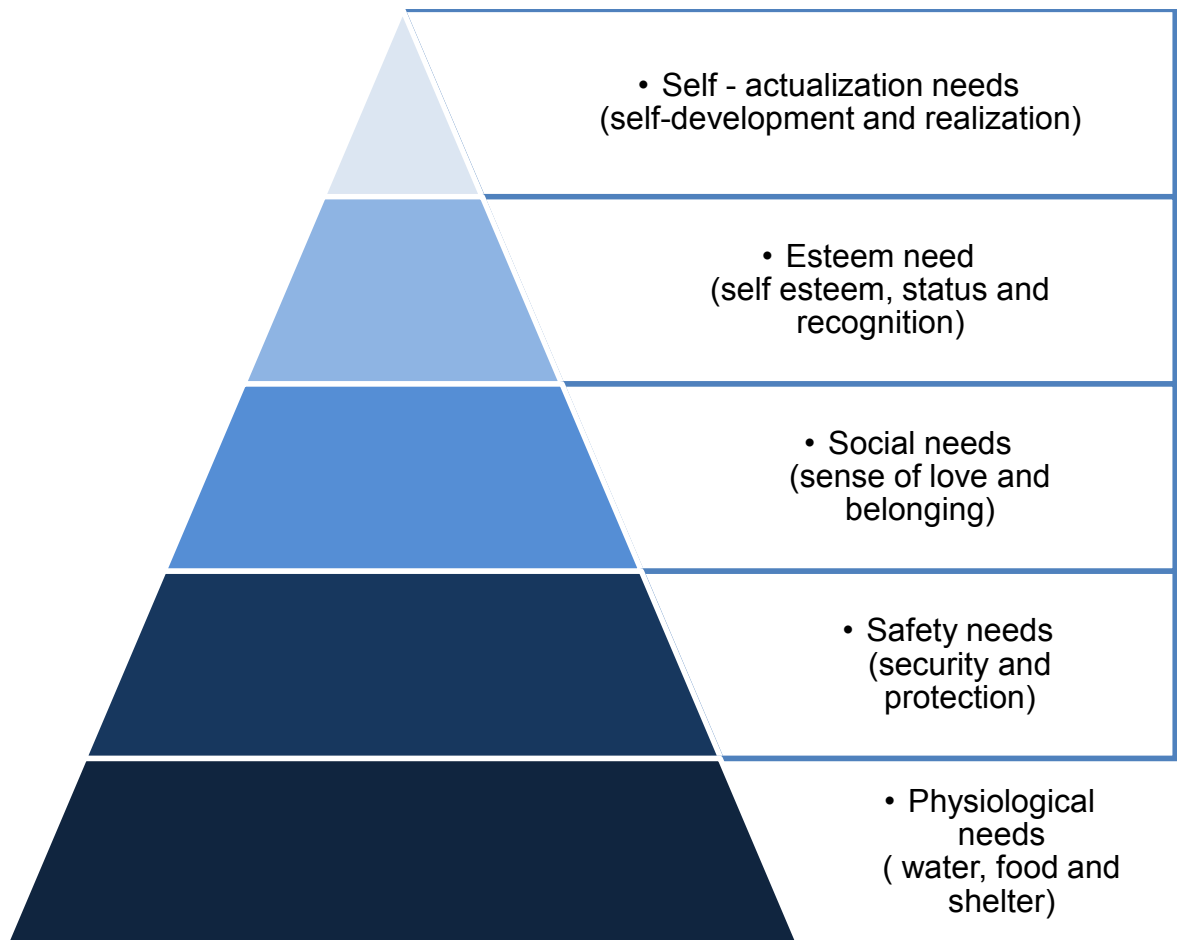 • Self - actualization needs
(self-development and realization)
• Esteem need
(self esteem, status and
recognition)
• Social needs
(sense of love and
belonging)
• Safety needs
(security and
protection)
• Physiological
needs
( water, food and
shelter)